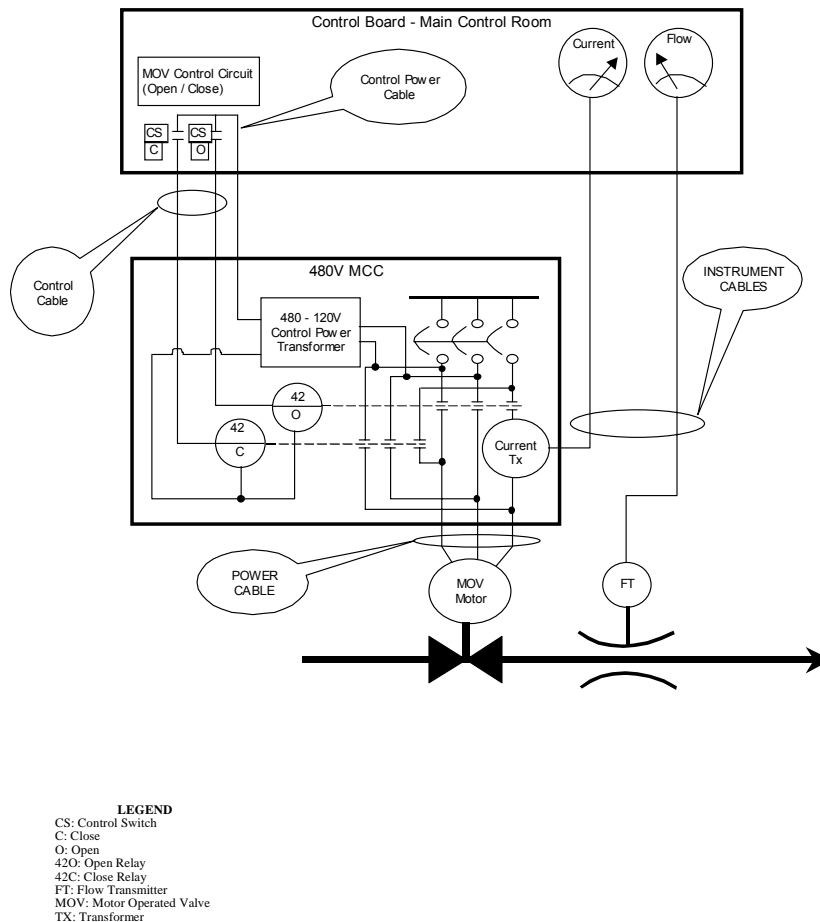 Control Board - Main Control Room
Current
Flow
MOV Control Circuit
(Open / Close)
Control Power
Cable
CS
CS
C
O
Control
Cable
480V MCC
INSTRUMENT
CABLES
480 - 120V
Control Power
Transformer
42
O
42
C
Current
Tx
POWER
CABLE
MOV
Motor
FT
LEGEND
CS: Control Switch
C: Close
O: Open
42O: Open Relay
42C: Close Relay
FT: Flow Transmitter
MOV: Motor Operated Valve
TX: Transformer